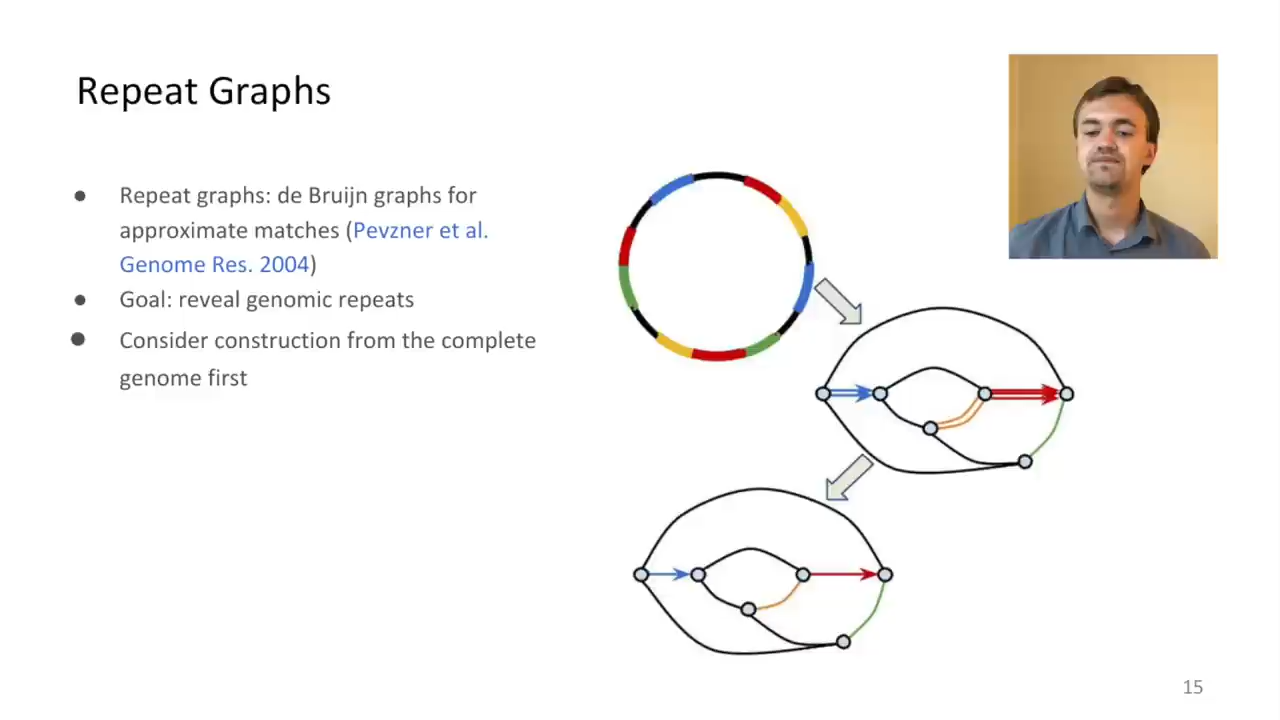 Repeat Graphs
● Repeat graphs: de Bruijn graphs for
approximate matches (Pevzner et al.
Genome Res. 2004)
● Goal: reveal genomic repeats
● Consider construction from the complete
genome first
15